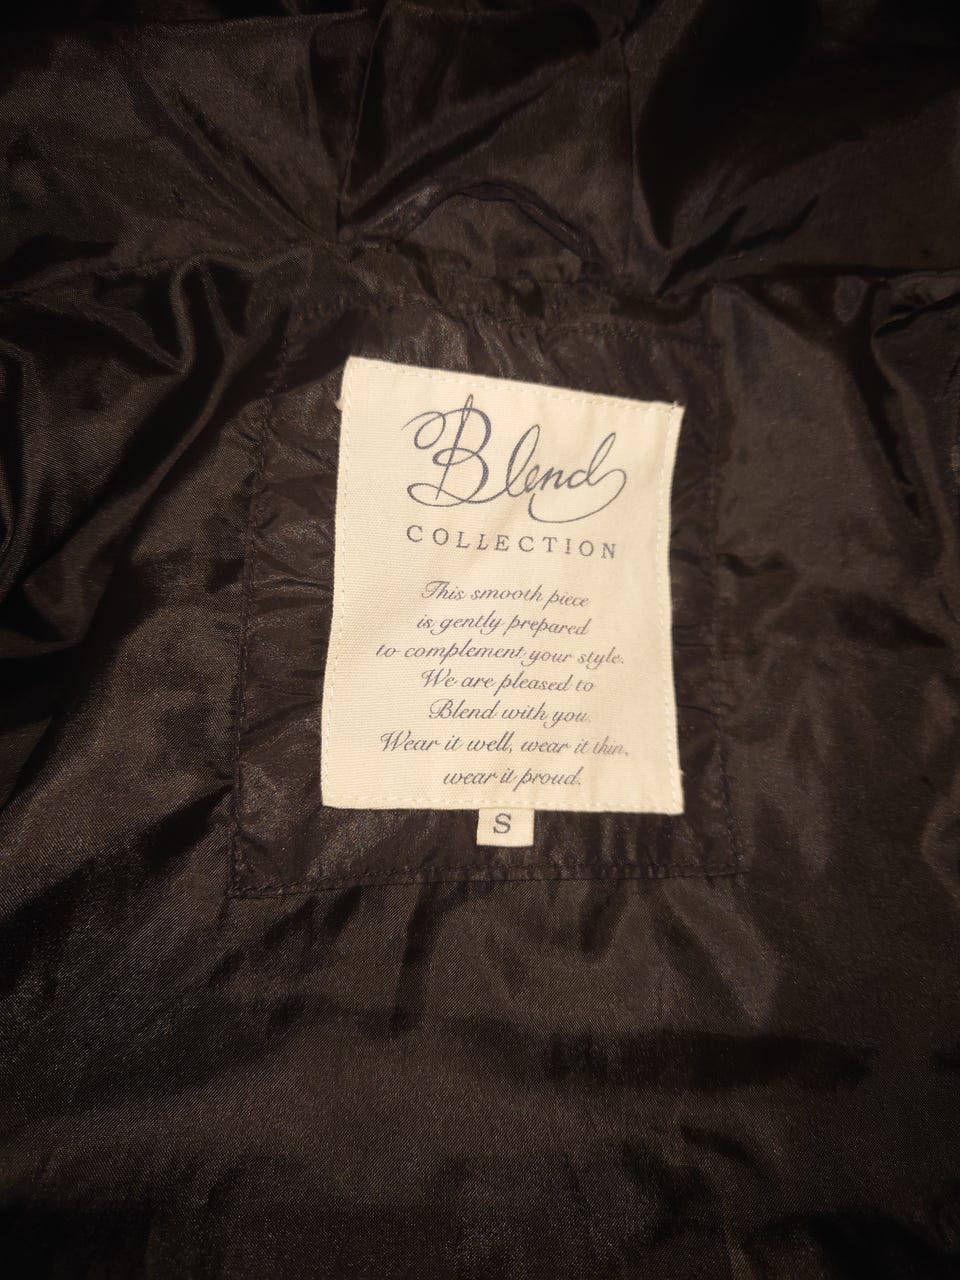 Blend
COLLECTION
This smooth piece
is gently prepared
to complement your style.
We are pleased to
Blend with you.
Wear it well, wear it thin,
wear it proud.
S